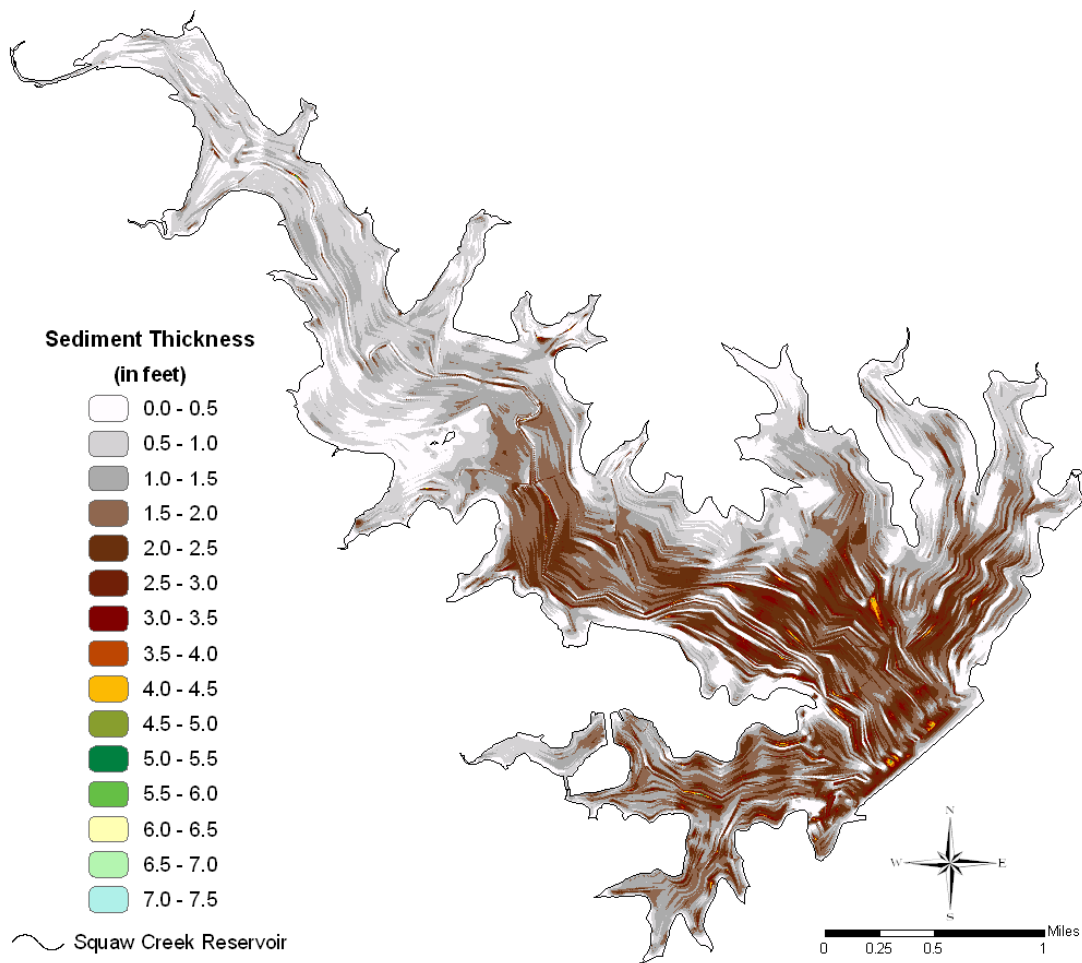 Sediment Thickness
(in feet)
0.0 - 0.5
0.5 - 1.0
1.0 - 1.5
1.5 - 2.0
2.0 - 2.5
2.5 - 3.0
3.0 - 3.5
3.5 - 4.0
4.0 - 4.5
4.5 - 5.0
5.0 - 5.5
5.5 - 6.0
6.0 - 6.5
6.5 - 7.0
7.0 - 7.5
Squaw Creek Reservoir
N
W E
S
Miles
0 0.25 0.5 1